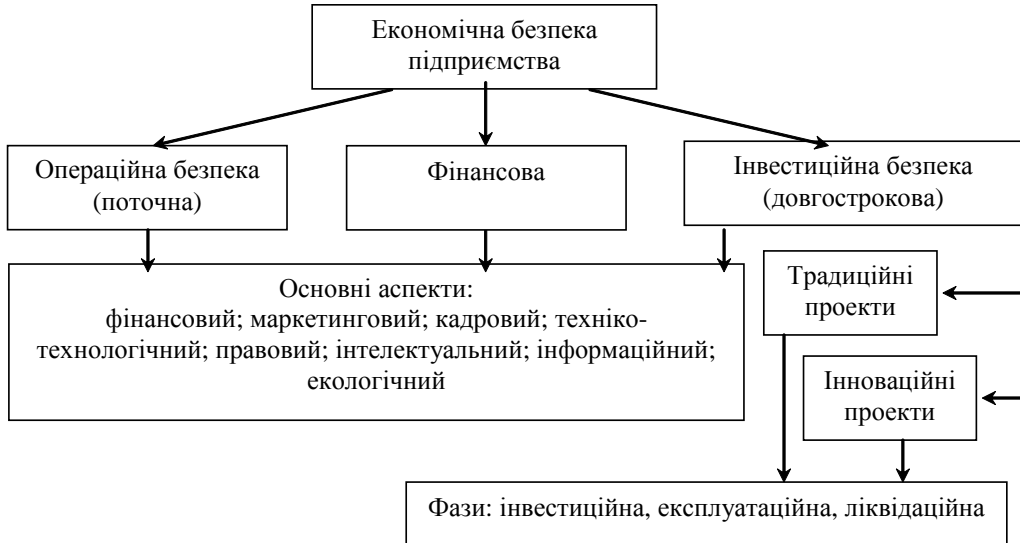 Економічна безпека
підприємства
Операційна безпека
(поточна)
Фінансова
Інвестиційна безпека
(довгострокова)
Основні аспекти:
фінансовий; маркетинговий; кадровий; техніко-
технологічний; правовий; інтелектуальний; інформаційний;
екологічний
Традиційні
проекти
Інноваційні
проекти
Фази: інвестиційна, експлуатаційна, ліквідаційна